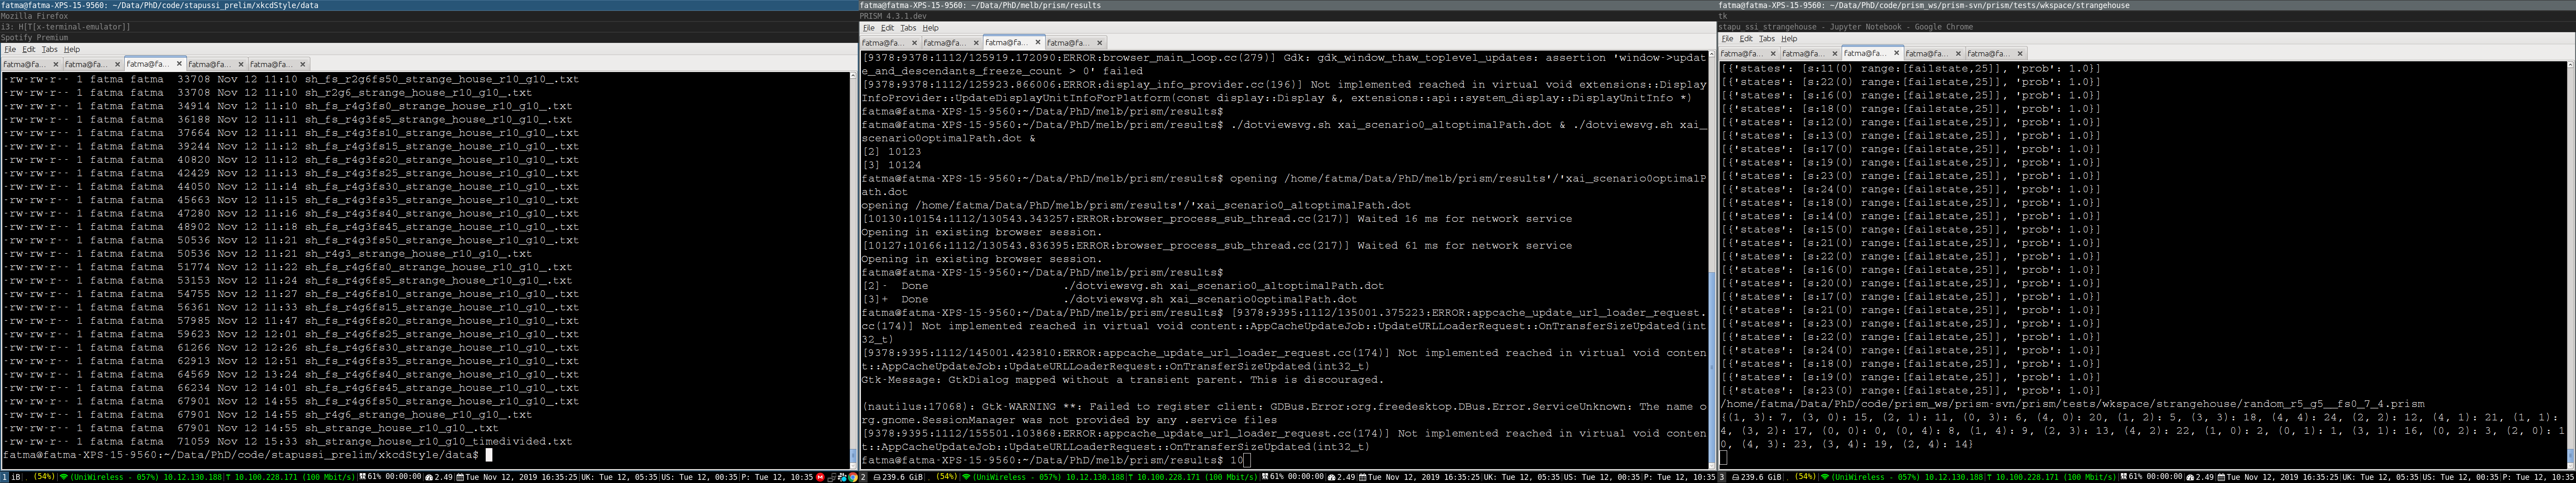 fatma@fatma-XPS-15-9560: ~/Data/PhD/code/stapussi_prelim/xkcdStyle/data
Mozilla Firefox
i3: H[T[x-terminal-emulator]]
Spotify Premium
File Edit Tabs Help
fatma@fa... × fatma@fa... × fatma@fa... × fatma@fa... × fatma@fa... ×
-rw-rw-r-- 1 fatma fatma 33708 Nov 12 11:10 sh_fs_r2g6fs50_strange_house_r10_g10_.txt
-rw-rw-r-- 1 fatma fatma 33708 Nov 12 11:10 sh_r2g6_strange_house_r10_g10_.txt
-rw-rw-r-- 1 fatma fatma 34914 Nov 12 11:10 sh_fs_r4g3fs0_strange_house_r10_g10_.txt
-rw-rw-r-- 1 fatma fatma 36188 Nov 12 11:11 sh_fs_r4g3fs5_strange_house_r10_g10_.txt
-rw-rw-r-- 1 fatma fatma 37664 Nov 12 11:11 sh_fs_r4g3fs10_strange_house_r10_g10_.txt
-rw-rw-r-- 1 fatma fatma 39244 Nov 12 11:12 sh_fs_r4g3fs15_strange_house_r10_g10_.txt
-rw-rw-r-- 1 fatma fatma 40820 Nov 12 11:12 sh_fs_r4g3fs20_strange_house_r10_g10_.txt
-rw-rw-r-- 1 fatma fatma 42429 Nov 12 11:13 sh_fs_r4g3fs25_strange_house_r10_g10_.txt
-rw-rw-r-- 1 fatma fatma 44050 Nov 12 11:14 sh_fs_r4g3fs30_strange_house_r10_g10_.txt
-rw-rw-r-- 1 fatma fatma 45663 Nov 12 11:15 sh_fs_r4g3fs35_strange_house_r10_g10_.txt
-rw-rw-r-- 1 fatma fatma 47280 Nov 12 11:16 sh_fs_r4g3fs40_strange_house_r10_g10_.txt
-rw-rw-r-- 1 fatma fatma 48902 Nov 12 11:18 sh_fs_r4g3fs45_strange_house_r10_g10_.txt
-rw-rw-r-- 1 fatma fatma 50536 Nov 12 11:21 sh_fs_r4g3fs50_strange_house_r10_g10_.txt
-rw-rw-r-- 1 fatma fatma 50536 Nov 12 11:21 sh_r4g3_strange_house_r10_g10_.txt
-rw-rw-r-- 1 fatma fatma 51774 Nov 12 11:22 sh_fs_r4g6fs0_strange_house_r10_g10_.txt
-rw-rw-r-- 1 fatma fatma 53153 Nov 12 11:24 sh_fs_r4g6fs5_strange_house_r10_g10_.txt
-rw-rw-r-- 1 fatma fatma 54755 Nov 12 11:27 sh_fs_r4g6fs10_strange_house_r10_g10_.txt
-rw-rw-r-- 1 fatma fatma 56361 Nov 12 11:33 sh_fs_r4g6fs15_strange_house_r10_g10_.txt
-rw-rw-r-- 1 fatma fatma 57985 Nov 12 11:47 sh_fs_r4g6fs20_strange_house_r10_g10_.txt
-rw-rw-r-- 1 fatma fatma 59623 Nov 12 12:01 sh_fs_r4g6fs25_strange_house_r10_g10_.txt
-rw-rw-r-- 1 fatma fatma 61266 Nov 12 12:26 sh_fs_r4g6fs30_strange_house_r10_g10_.txt
-rw-rw-r-- 1 fatma fatma 62913 Nov 12 12:51 sh_fs_r4g6fs35_strange_house_r10_g10_.txt
-rw-rw-r-- 1 fatma fatma 64569 Nov 12 13:24 sh_fs_r4g6fs40_strange_house_r10_g10_.txt
-rw-rw-r-- 1 fatma fatma 66234 Nov 12 14:01 sh_fs_r4g6fs45_strange_house_r10_g10_.txt
-rw-rw-r-- 1 fatma fatma 67901 Nov 12 14:55 sh_fs_r4g6fs50_strange_house_r10_g10_.txt
-rw-rw-r-- 1 fatma fatma 67901 Nov 12 14:55 sh_r4g6_strange_house_r10_g10_.txt
-rw-rw-r-- 1 fatma fatma 67901 Nov 12 14:55 sh_strange_house_r10_g10_.txt
-rw-rw-r-- 1 fatma fatma 71059 Nov 12 15:33 sh_strange_house_r10_g10_timedivided.txt
fatma@fatma-XPS-15-9560:~/Data/PhD/code/stapussi_prelim/xkcdStyle/data$
1 iB . (54%) (UniWireless - 057%) 10.12.130.188 T 10.100.228.171 (100 Mbit/s) 61% 00:00:00 2.49 Tue Nov 12, 2019 16:35:25 UK: Tue 12, 05:35 US: Tue 12, 00:35 P: Tue 12, 10:35
fatma@fatma-XPS-15-9560: ~/Data/PhD/melb/prism/results
PRISM 4.3.1.dev
File Edit Tabs Help
fatma@fa... × fatma@fa... × fatma@fa... × fatma@fa... ×
[9378:9378:1112/125919.172090:ERROR:browser_main_loop.cc(279)] Gdk: gdk_window_thaw_toplevel_updates: assertion 'window->updat
e_and_descendants_freeze_count > 0' failed
[9378:9378:1112/125923.866006:ERROR:display_info_provider.cc(196)] Not implemented reached in virtual void extensions::Display
InfoProvider::UpdateDisplayUnitInfoForPlatform(const display::Display &, extensions::api::system_display::DisplayUnitInfo *)
fatma@fatma-XPS-15-9560:~/Data/PhD/melb/prism/results$
fatma@fatma-XPS-15-9560:~/Data/PhD/melb/prism/results$ ./dotviewsvg.sh xai_scenario0_altoptimalPath.dot & ./dotviewsvg.sh xai_
scenario0optimalPath.dot &
[2] 10123
[3] 10124
fatma@fatma-XPS-15-9560:~/Data/PhD/melb/prism/results$ opening /home/fatma/Data/PhD/melb/prism/results'/'xai_scenario0optimalP
ath.dot
opening /home/fatma/Data/PhD/melb/prism/results'/'xai_scenario0_altoptimalPath.dot
[10130:10154:1112/130543.343257:ERROR:browser_process_sub_thread.cc(217)] Waited 16 ms for network service
Opening in existing browser session.
[10127:10166:1112/130543.836395:ERROR:browser_process_sub_thread.cc(217)] Waited 61 ms for network service
Opening in existing browser session.
fatma@fatma-XPS-15-9560:~/Data/PhD/melb/prism/results$
[2]- Done ./dotviewsvg.sh xai_scenario0_altoptimalPath.dot
[3]+ Done ./dotviewsvg.sh xai_scenario0optimalPath.dot
fatma@fatma-XPS-15-9560:~/Data/PhD/melb/prism/results$ [9378:9395:1112/135001.375223:ERROR:appcache_update_url_loader_request.
cc(174)] Not implemented reached in virtual void content::AppCacheUpdateJob::UpdateURLLoaderRequest::OnTransferSizeUpdated(int
32_t)
[9378:9395:1112/145001.423810:ERROR:appcache_update_url_loader_request.cc(174)] Not implemented reached in virtual void conten
t::AppCacheUpdateJob::UpdateURLLoaderRequest::OnTransferSizeUpdated(int32_t)
Gtk-Message: GtkDialog mapped without a transient parent. This is discouraged.
(nautilus:17068): Gtk-WARNING **: Failed to register client: GDBus.Error:org.freedesktop.DBus.Error.ServiceUnknown: The name o
rg.gnome.SessionManager was not provided by any .service files
[9378:9395:1112/155501.103868:ERROR:appcache_update_url_loader_request.cc(174)] Not implemented reached in virtual void conten
t::AppCacheUpdateJob::UpdateURLLoaderRequest::OnTransferSizeUpdated(int32_t)
fatma@fatma-XPS-15-9560:~/Data/PhD/melb/prism/results$ 10
2 239.6 GiB . (54%) (UniWireless - 057%) 10.12.130.188 T 10.100.228.171 (100 Mbit/s) 61% 00:00:00 2.49 Tue Nov 12, 2019 16:35:25 UK: Tue 12, 05:35 US: Tue 12, 00:35 P: Tue 12, 10:35
fatma@fatma-XPS-15-9560: ~/Data/PhD/code/prism_ws/prism-svn/prism/tests/wkspace/strangehouse
tk
stapu_ssi_strangehouse - Jupyter Notebook - Google Chrome
File Edit Tabs Help
fatma@fa... × fatma@fa... × fatma@fa... × fatma@fa... × fatma@fa... ×
[{'states': [s:11(0) range:[failstate,25]], 'prob': 1.0}]
[{'states': [s:22(0) range:[failstate,25]], 'prob': 1.0}]
[{'states': [s:16(0) range:[failstate,25]], 'prob': 1.0}]
[{'states': [s:18(0) range:[failstate,25]], 'prob': 1.0}]
[{'states': [s:12(0) range:[failstate,25]], 'prob': 1.0}]
[{'states': [s:13(0) range:[failstate,25]], 'prob': 1.0}]
[{'states': [s:17(0) range:[failstate,25]], 'prob': 1.0}]
[{'states': [s:19(0) range:[failstate,25]], 'prob': 1.0}]
[{'states': [s:23(0) range:[failstate,25]], 'prob': 1.0}]
[{'states': [s:24(0) range:[failstate,25]], 'prob': 1.0}]
[{'states': [s:18(0) range:[failstate,25]], 'prob': 1.0}]
[{'states': [s:14(0) range:[failstate,25]], 'prob': 1.0}]
[{'states': [s:15(0) range:[failstate,25]], 'prob': 1.0}]
[{'states': [s:21(0) range:[failstate,25]], 'prob': 1.0}]
[{'states': [s:22(0) range:[failstate,25]], 'prob': 1.0}]
[{'states': [s:16(0) range:[failstate,25]], 'prob': 1.0}]
[{'states': [s:20(0) range:[failstate,25]], 'prob': 1.0}]
[{'states': [s:17(0) range:[failstate,25]], 'prob': 1.0}]
[{'states': [s:21(0) range:[failstate,25]], 'prob': 1.0}]
[{'states': [s:23(0) range:[failstate,25]], 'prob': 1.0}]
[{'states': [s:22(0) range:[failstate,25]], 'prob': 1.0}]
[{'states': [s:24(0) range:[failstate,25]], 'prob': 1.0}]
[{'states': [s:18(0) range:[failstate,25]], 'prob': 1.0}]
[{'states': [s:19(0) range:[failstate,25]], 'prob': 1.0}]
[{'states': [s:23(0) range:[failstate,25]], 'prob': 1.0}]
/home/fatma/Data/PhD/code/prism_ws/prism-svn/prism/tests/wkspace/strangehouse/random_r5_g5__fs0_7_4.prism
{(1, 3): 7, (3, 0): 15, (2, 1): 11, (0, 3): 6, (4, 0): 20, (1, 2): 5, (3, 3): 18, (4, 4): 24, (2, 2): 12, (4, 1): 21, (1, 1):
4, (3, 2): 17, (0, 0): 0, (0, 4): 8, (1, 4): 9, (2, 3): 13, (4, 2): 22, (1, 0): 2, (0, 1): 1, (3, 1): 16, (0, 2): 3, (2, 0): 1
0, (4, 3): 23, (3, 4): 19, (2, 4): 14}
3 239.6 GiB . (54%) (UniWireless - 057%) 10.12.130.188 T 10.100.228.171 (100 Mbit/s) 61% 00:00:00 2.49 Tue Nov 12, 2019 16:35:25 UK: Tue 12, 05:35 US: Tue 12, 00:35 P: Tue 12, 10:35